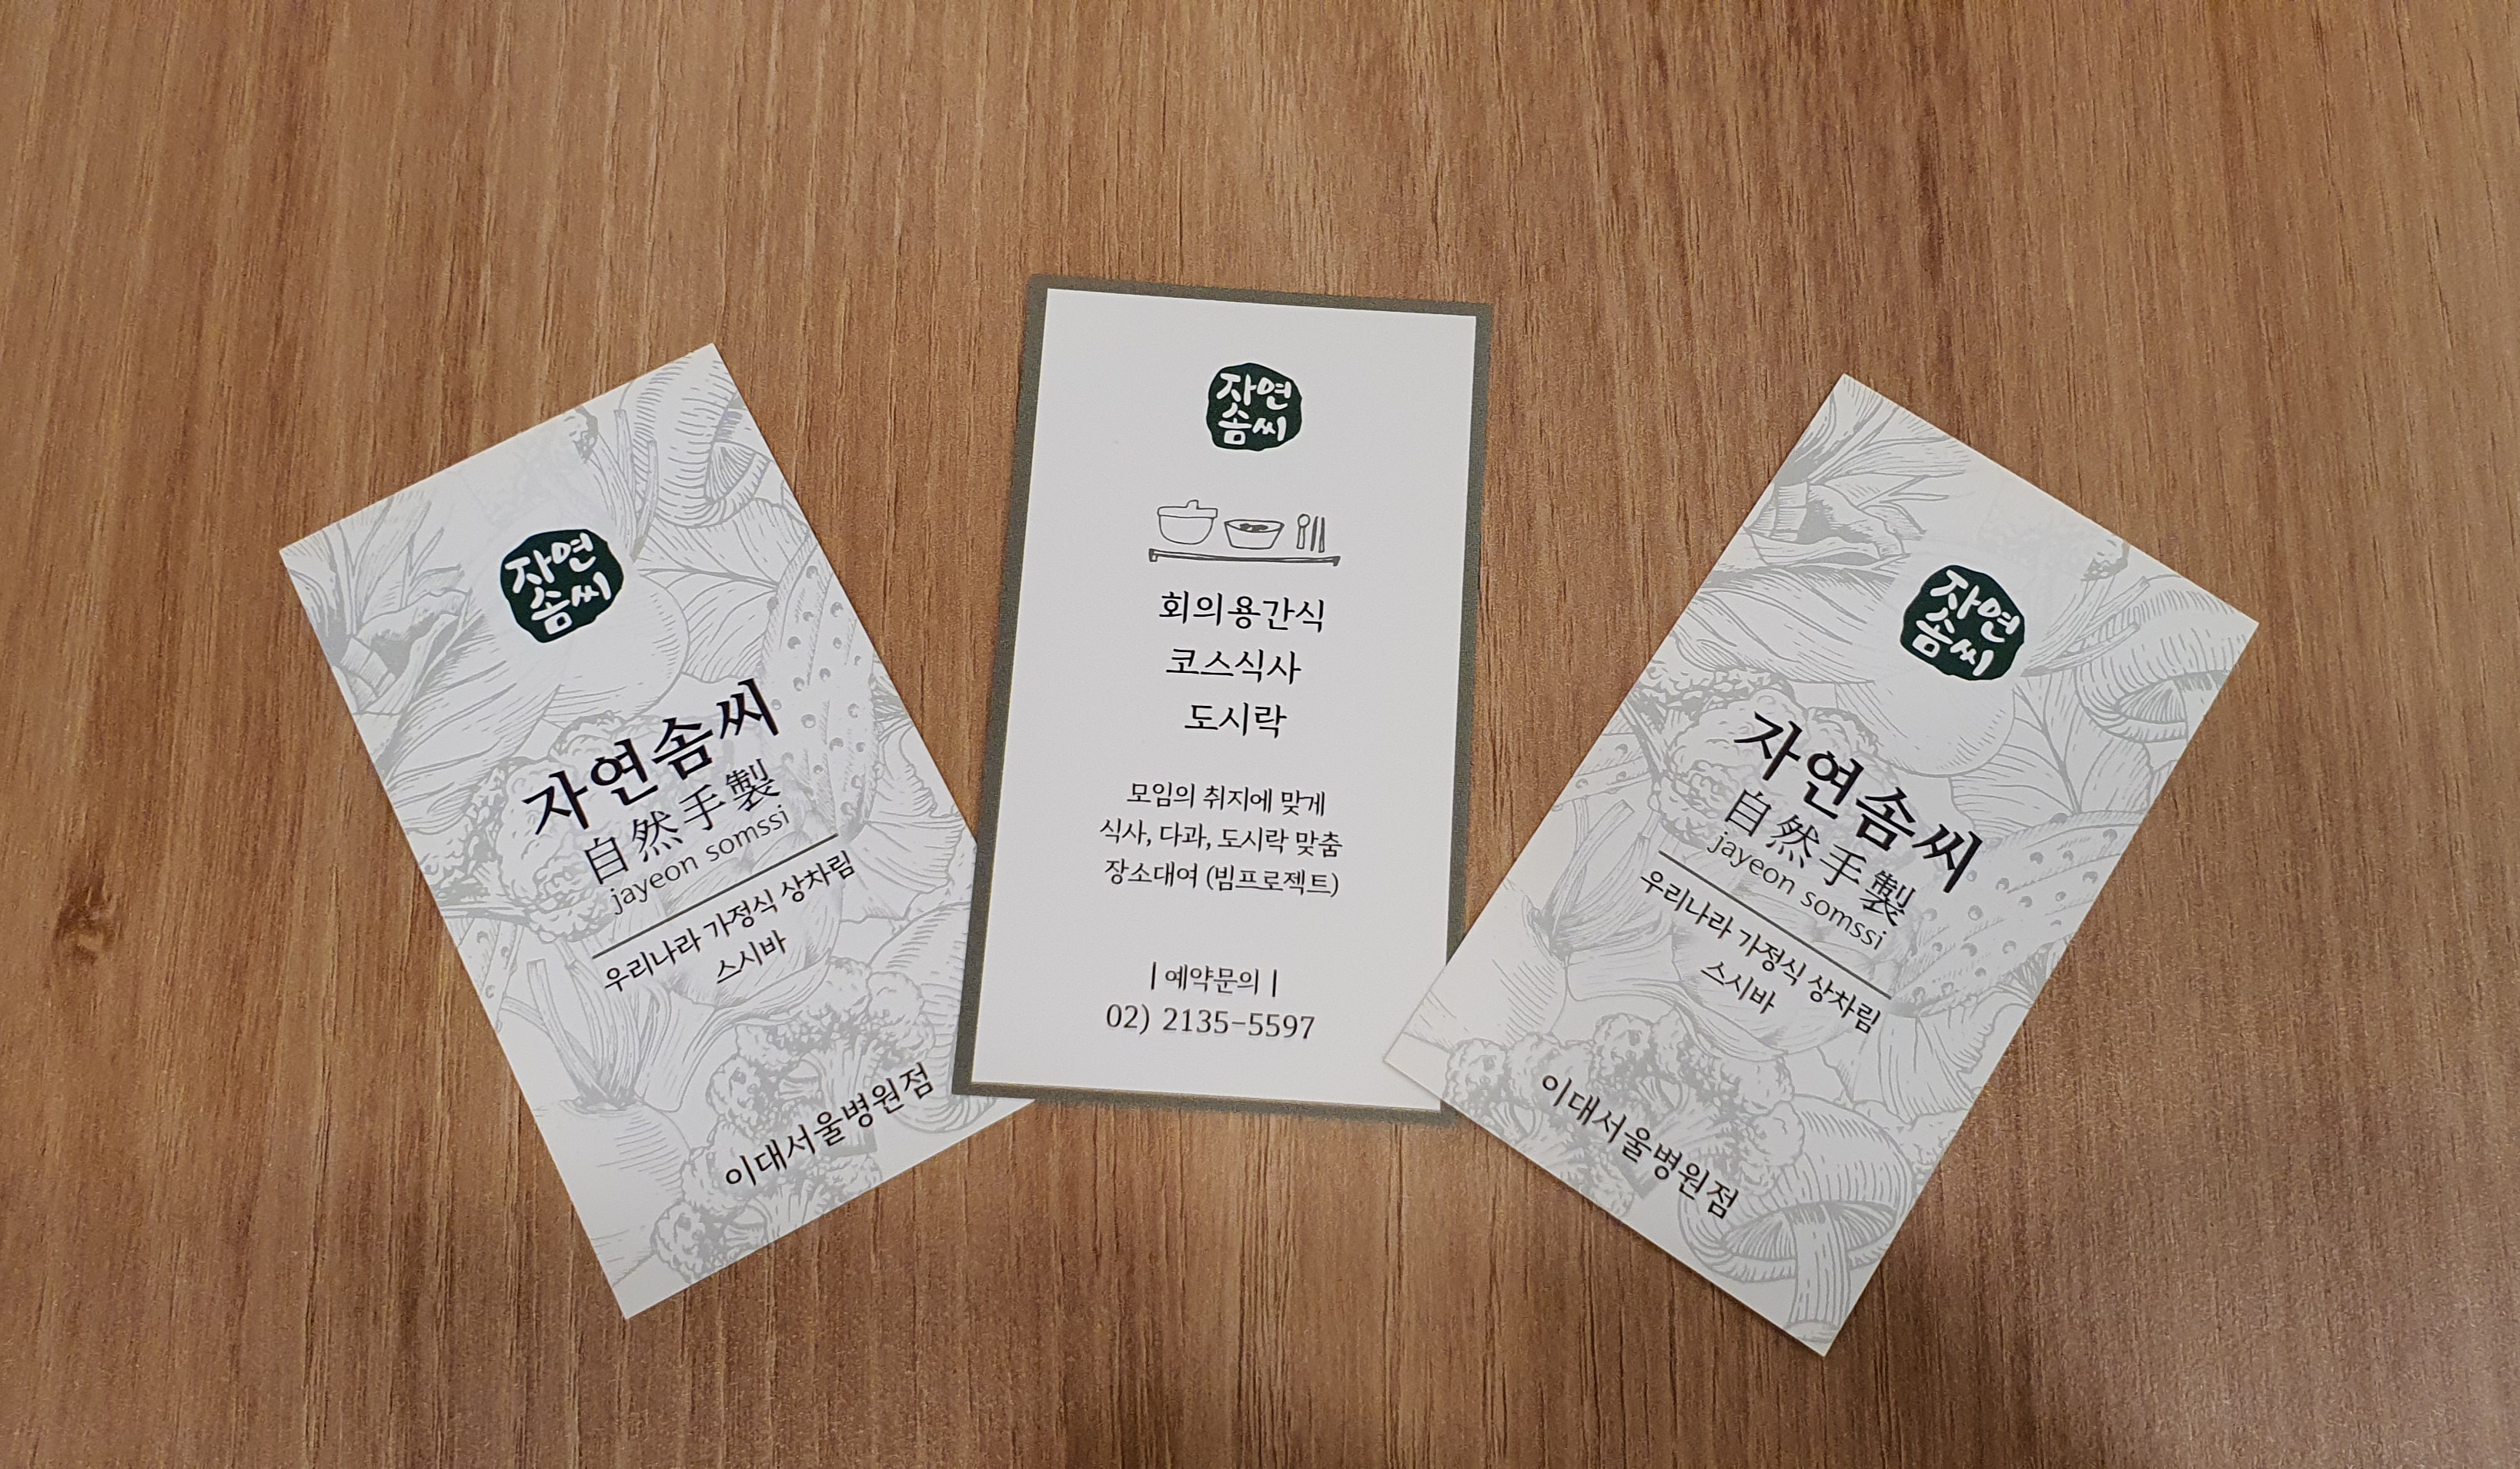 자연
솜씨
자연솜씨
自然手製
jayeon somssi
우리나라 가정식 상차림
스시바
이대서울병원점
자연
솜씨
회의용간식
코스식사
도시락
모임의 취지에 맞게
식사, 다과, 도시락 맞춤
장소대여 (빔프로젝트)
| 예약문의 |
02) 2135-5597
자연
솜씨
자연솜씨
自然手製
jayeon somssi
우리나라 가정식 상차림
스시바
이대서울병원점